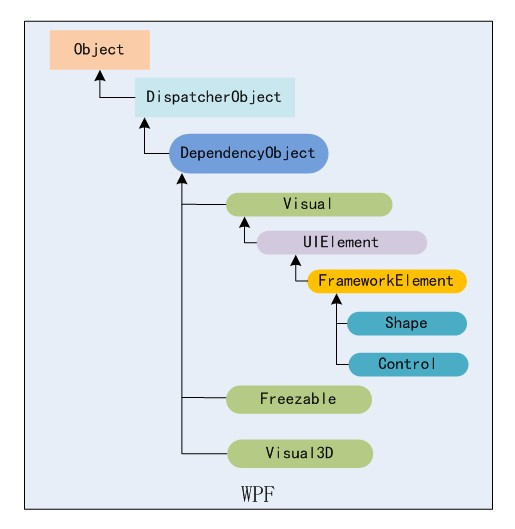 Object
DispatcherObject
DependencyObject
Visual
UIElement
FrameworkElement
Shape
Control
Freezable
Visual3D
WPF